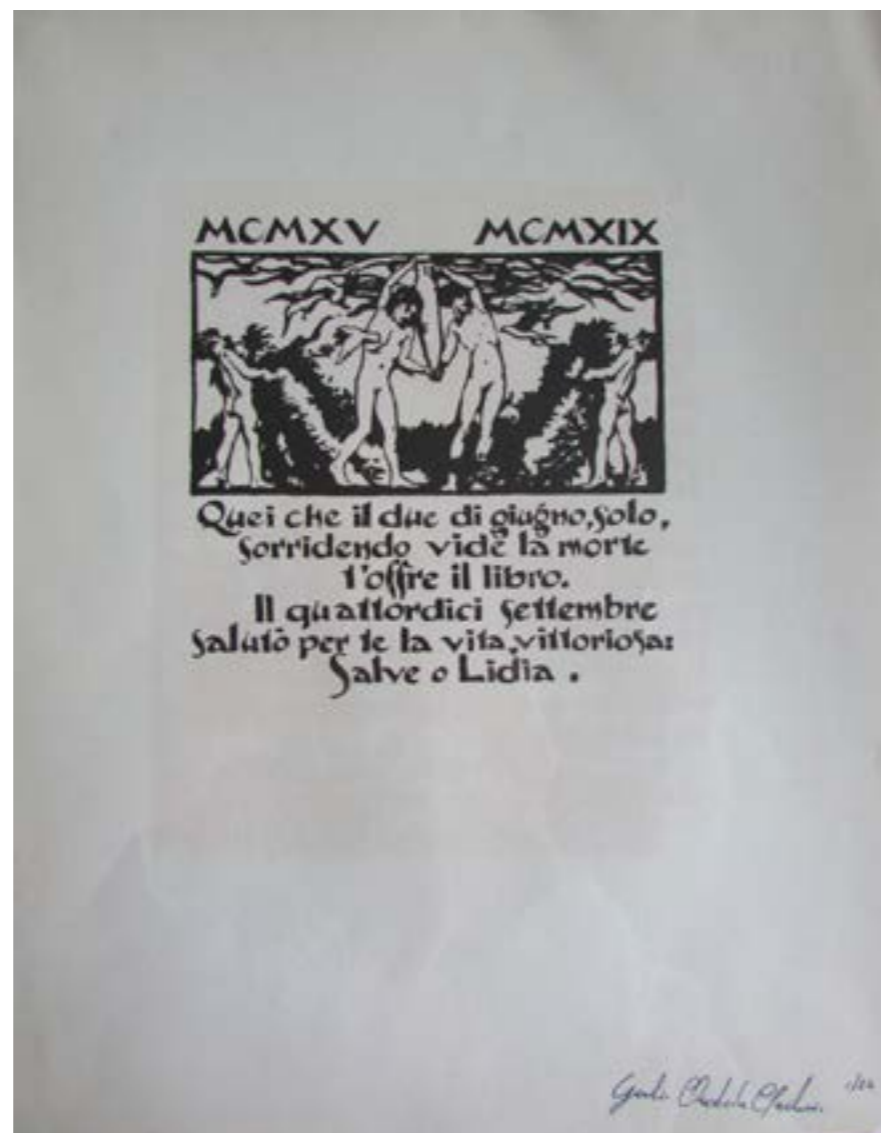 MCMXV MCMXIX
Quei che il due di giugno, solo,
sorridendo vide la morte
t'offre il libro.
Il quattordici settembre
salutò per te la vita, vittoriosa:
Salve o Lidia .